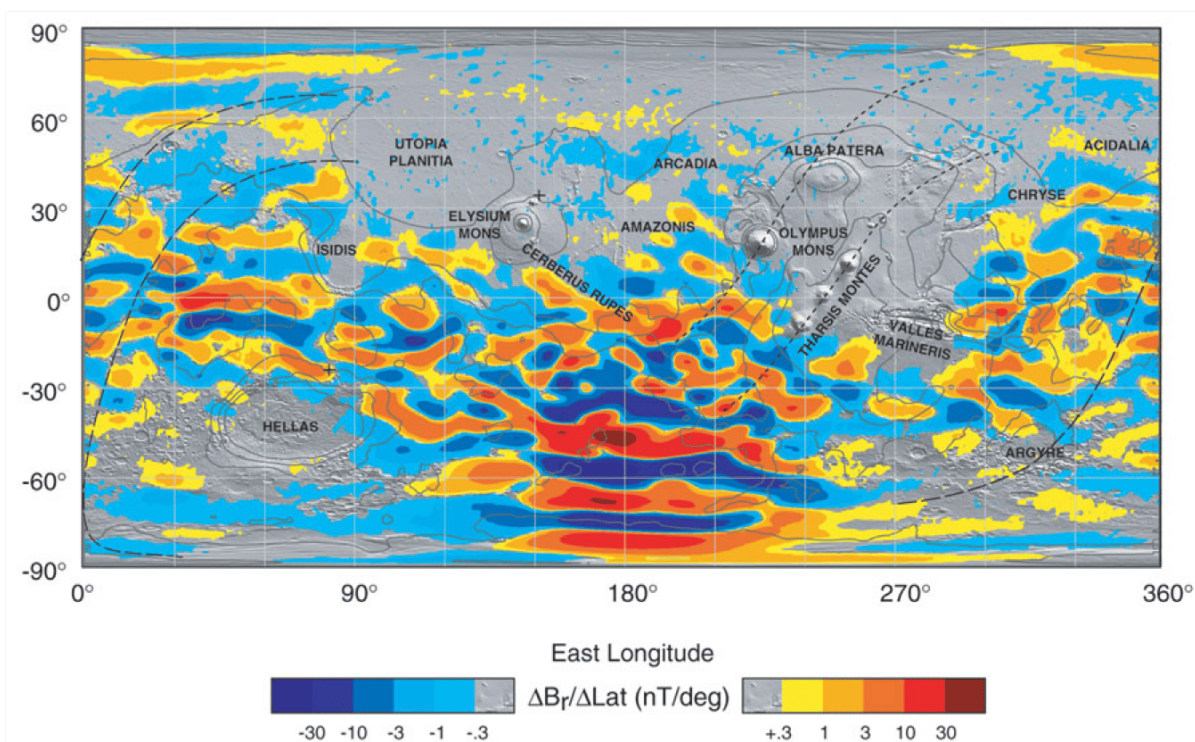 90°
60°
30°
0°
-30°
-60°
-90°
UTOPIA
PLANITIA
ARCADIA
ALBA PATERA
ACIDALIA
ELYSIUM
MONS
AMAZONIS
OLYMPUS
MONS
CHRYSE
ISIDIS
CERBERUS RUPES
THARSIS MONTES
VALLES
MARINERIS
HELLAS
ARGYRE
0° 90° 180° 270° 360°
East Longitude
ΔBr/ΔLat (nT/deg)
-30 -10 -3 -1 -.3 +.3 1 3 10 30